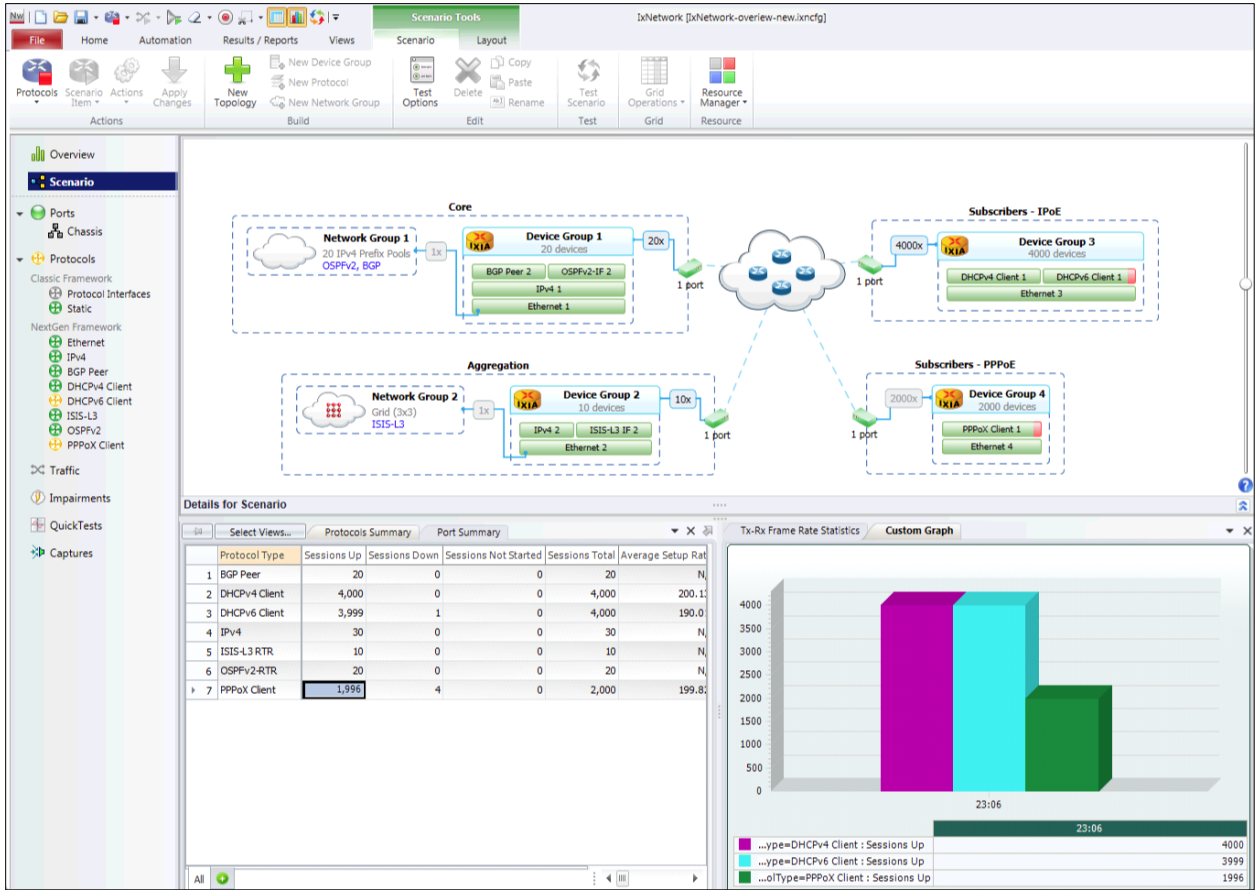 NW
Scenario Tools
IxNetwork [IxNetwork-overiew-new.ixncfg]
File Home Automation Results / Reports Views Scenario Layout
Protocols
Scenario Item
Actions
Apply Changes
Actions
New Topology
New Device Group
New Protocol
New Network Group
Build
Test Options
Delete
Copy
Paste
Rename
Edit
Test Scenario
Test
Grid Operations
Grid
Resource Manager
Resource
Overview
Scenario
Ports
Chassis
Protocols
Classic Framework
Protocol Interfaces
Static
NextGen Framework
Ethernet
IPv4
BGP Peer
DHCPv4 Client
DHCPv6 Client
ISIS-L3
OSPFv2
PPPoX Client
Traffic
Impairments
QuickTests
Captures
Core
Network Group 1
20 IPv4 Prefix Pools
OSPFv2, BGP
1x
IXIA
Device Group 1
20 devices
BGP Peer 2 OSPFv2-IF 2
IPv4 1
Ethernet 1
20x
1 port
Subscribers - IPoE
1 port
4000x
IXIA
Device Group 3
4000 devices
DHCPv4 Client 1 DHCPv6 Client 1
Ethernet 3
Aggregation
Network Group 2
Grid (3x3)
ISIS-L3
1x
IXIA
Device Group 2
10 devices
IPv4 2 ISIS-L3 IF 2
Ethernet 2
10x
1 port
Subscribers - PPPoE
1 port
2000x
IXIA
Device Group 4
2000 devices
PPPoX Client 1
Ethernet 4
Details for Scenario
Select Views... Protocols Summary Port Summary
Protocol Type Sessions Up Sessions Down Sessions Not Started Sessions Total Average Setup Rat
1 BGP Peer 20 0 0 20 N,
2 DHCPv4 Client 4,000 0 0 4,000 200.1
3 DHCPv6 Client 3,999 1 0 4,000 190.0
4 IPv4 30 0 0 30 N,
5 ISIS-L3 RTR 10 0 0 10 N,
6 OSPFv2-RTR 20 0 0 20 N,
7 PPPoX Client 1,996 4 0 2,000 199.8
All
Tx-Rx Frame Rate Statistics Custom Graph
4000
3500
3000
2500
2000
1500
1000
500
0
23:06
23:06
...ype=DHCPv4 Client : Sessions Up 4000
...ype=DHCPv6 Client : Sessions Up 3999
...olType=PPPoX Client : Sessions Up 1996